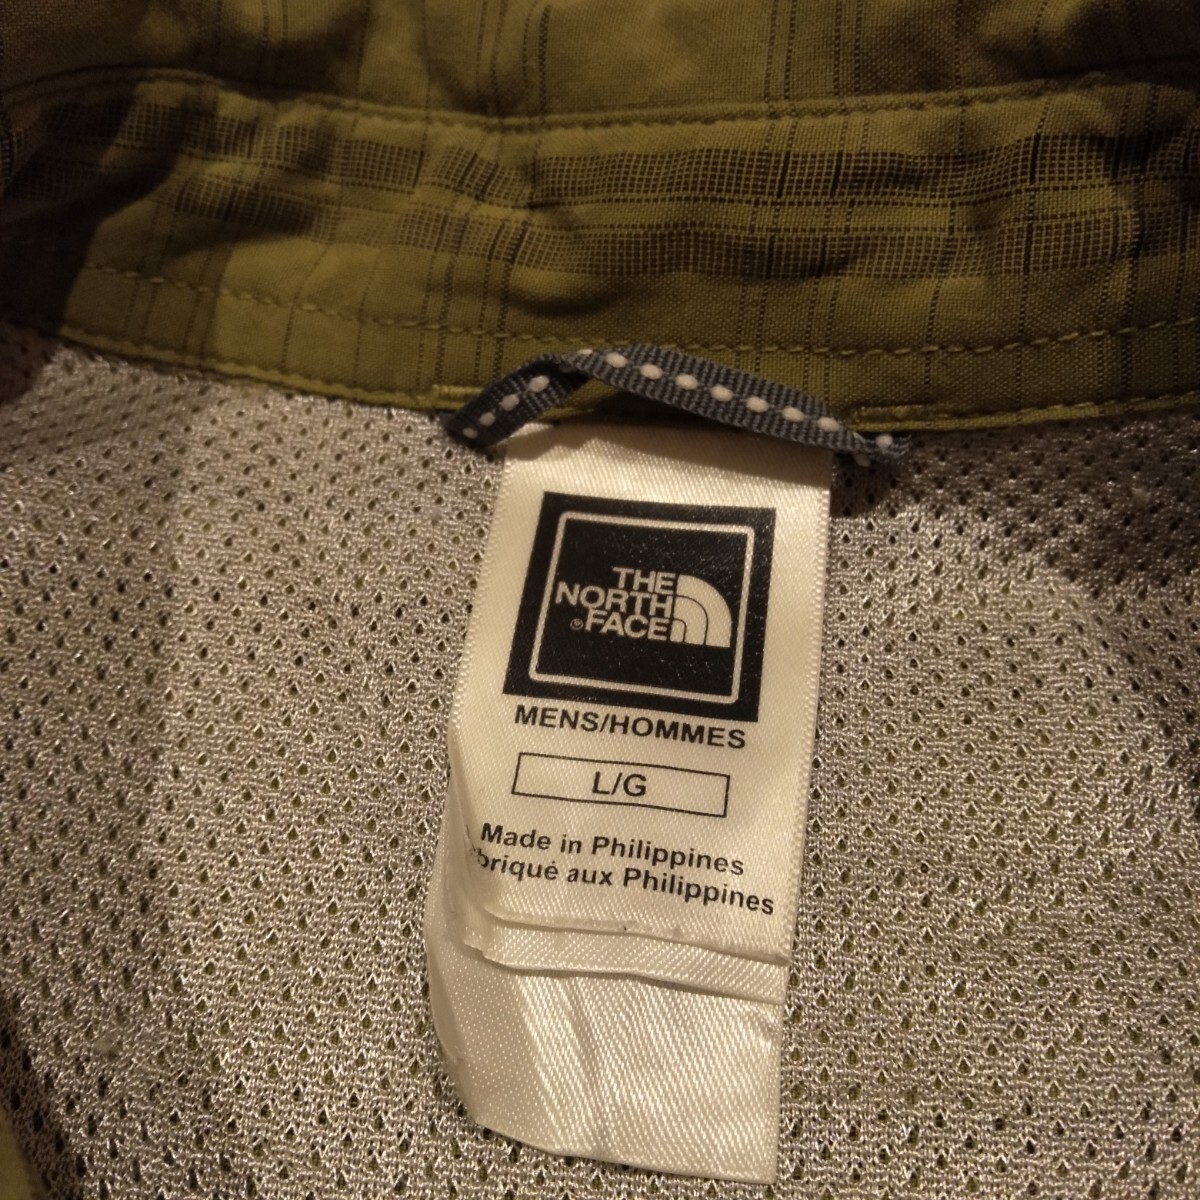 THE
NORTH
FACE
MENS/HOMMES
L/G
Made in Philippines
briqué aux Philippines